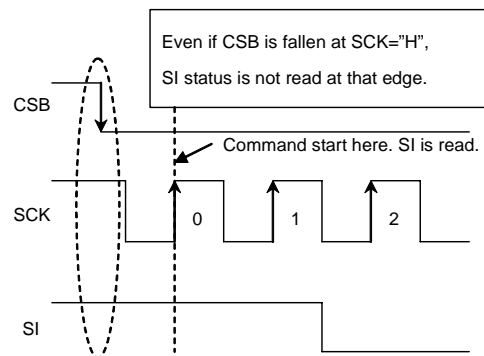 Even if CSB is fallen at SCK=”H”,
SI status is not read at that edge.
CSB
Command start here. SI is read.
SCK
0
1
2
SI